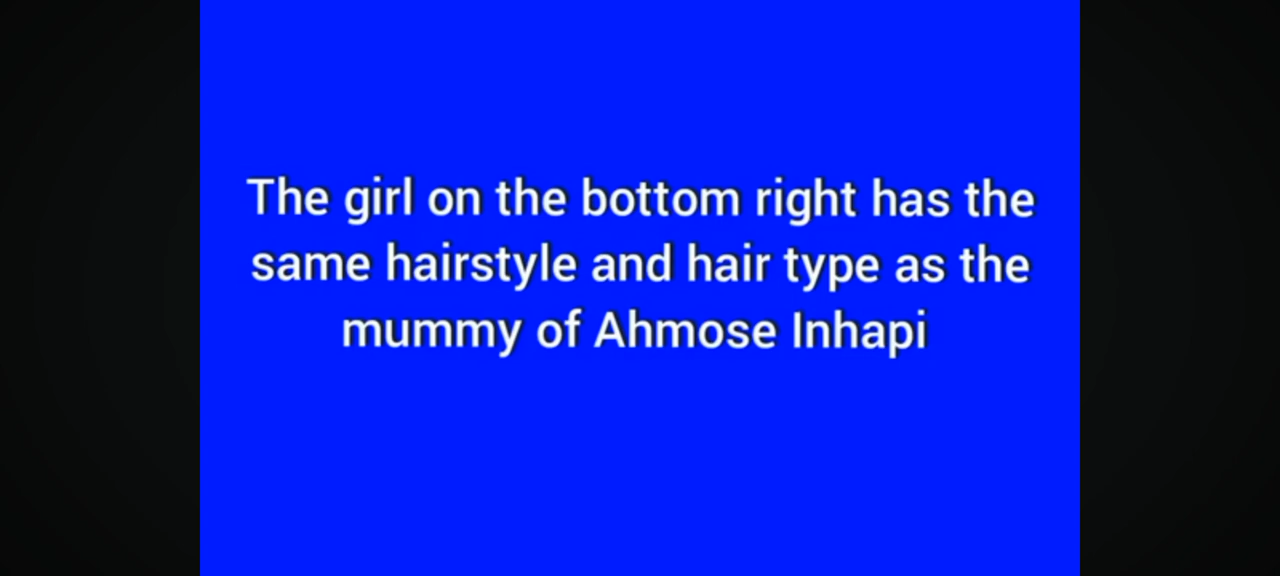 The girl on the bottom right has the
same hairstyle and hair type as the
mummy of Ahmose Inhapi